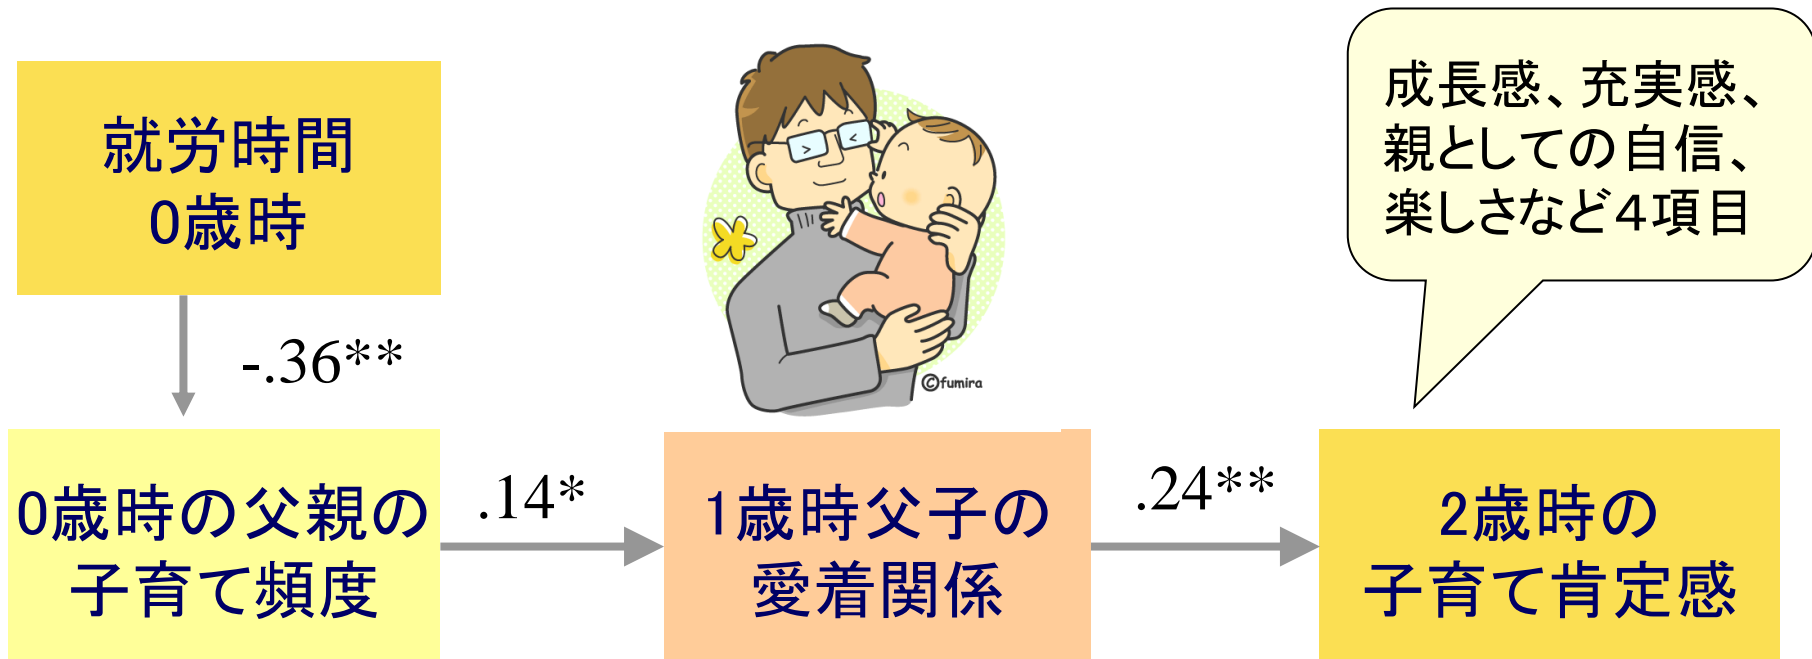 就労時間
0歳時
-.36**
0歳時の父親の
子育て頻度
.14*
©fumira
1歳時父子の
愛着関係
.24**
成長感、充実感、
親としての自信、
楽しさなど4項目
2歳時の
子育て肯定感